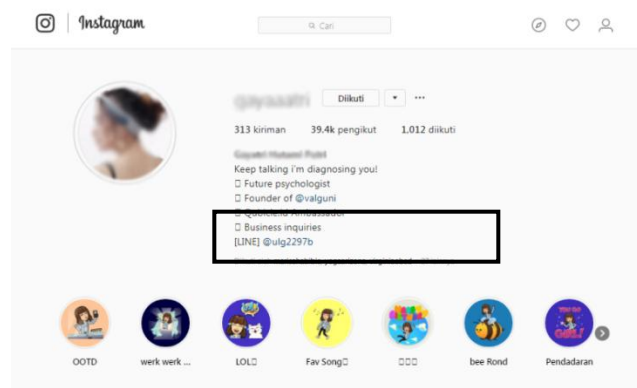 Instagram
Cari
Diikuti
313 kiriman 39.4k pengikut 1.012 diikuti
Keep talking i'm diagnosing you!
Future psychologist
Founder of @valguni
Ambassador
Business inquiries
[LINE] @ulg2297b
OOTD werk werk ... LOL Fav Song bee Rond Pendadaran